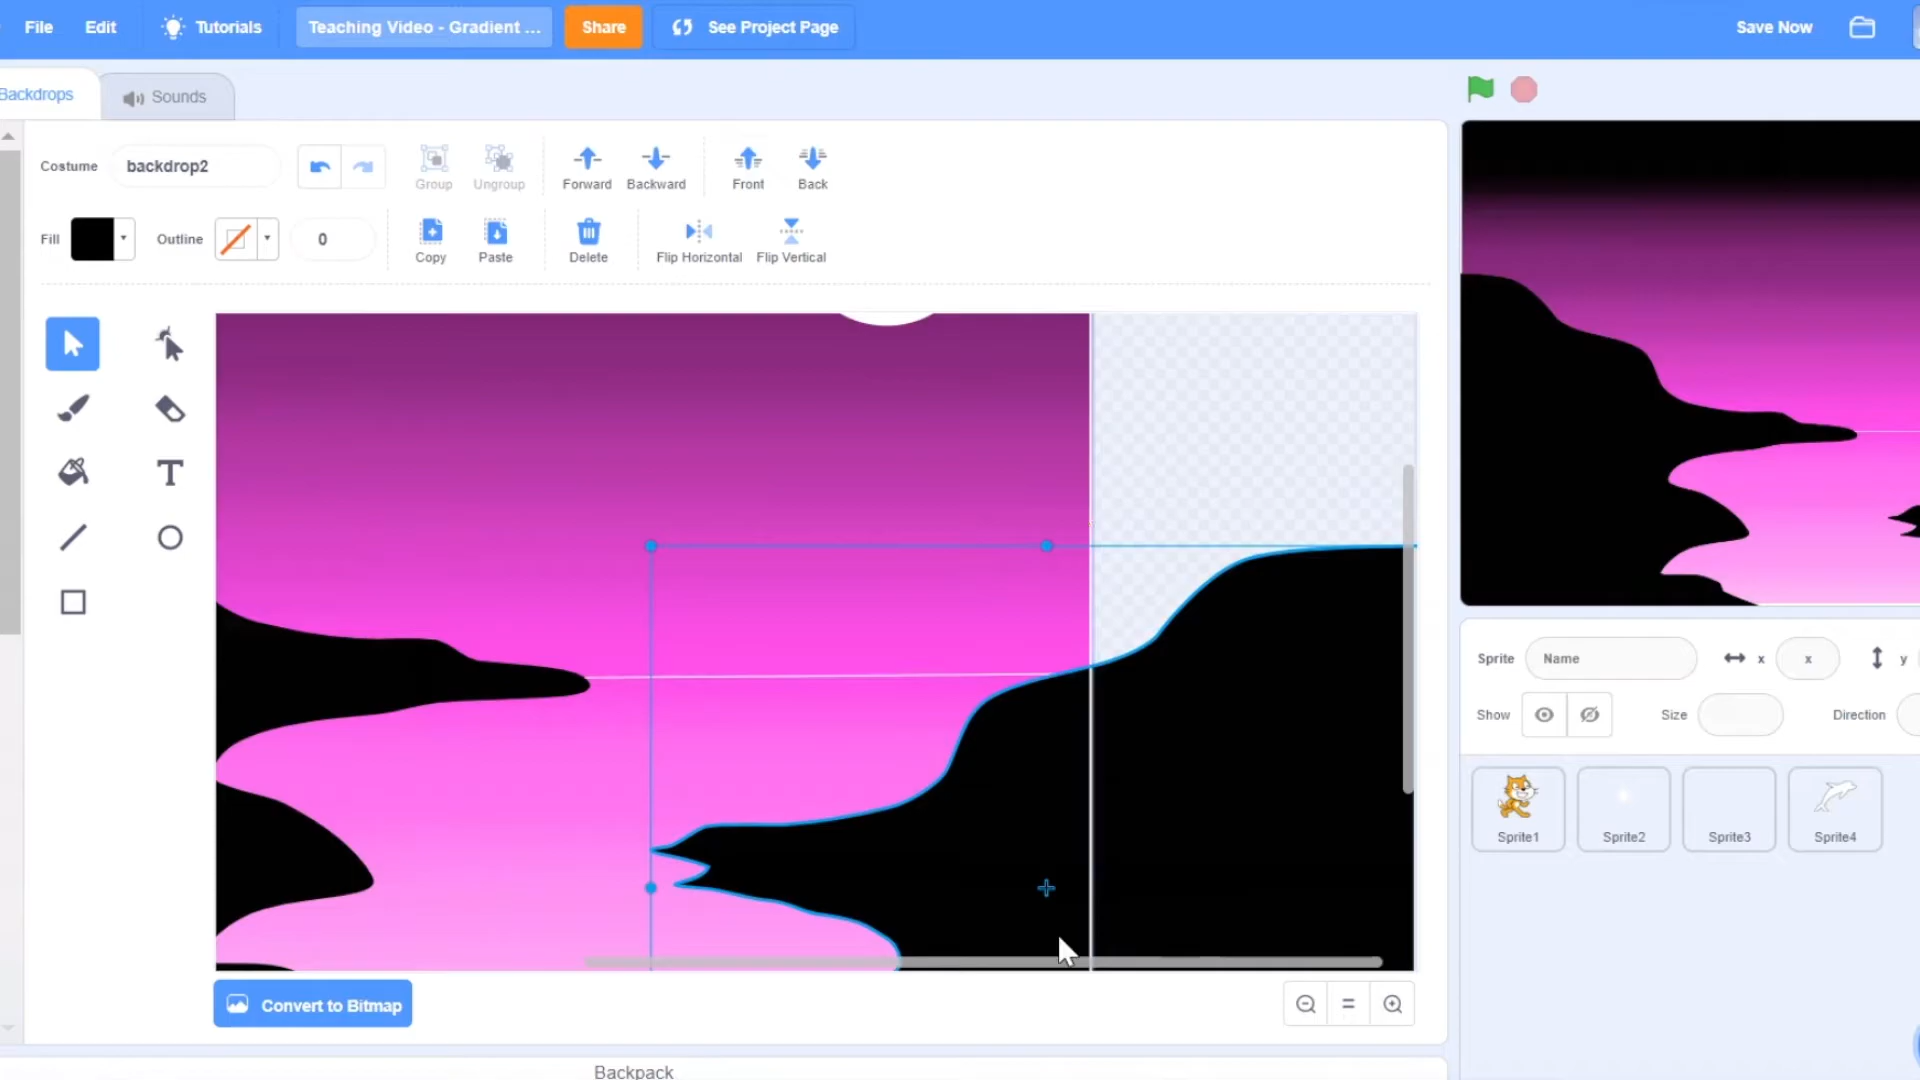 File Edit Tutorials Teaching Video - Gradient ... Share See Project Page Save Now
Backdrops Sounds
Costume backdrop2
Group Ungroup Forward Backward Front Back
Fill Outline 0
Copy Paste Delete Flip Horizontal Flip Vertical
T
Convert to Bitmap
Backpack
Sprite Name x x y
Show Size Direction
Sprite1 Sprite2 Sprite3 Sprite4